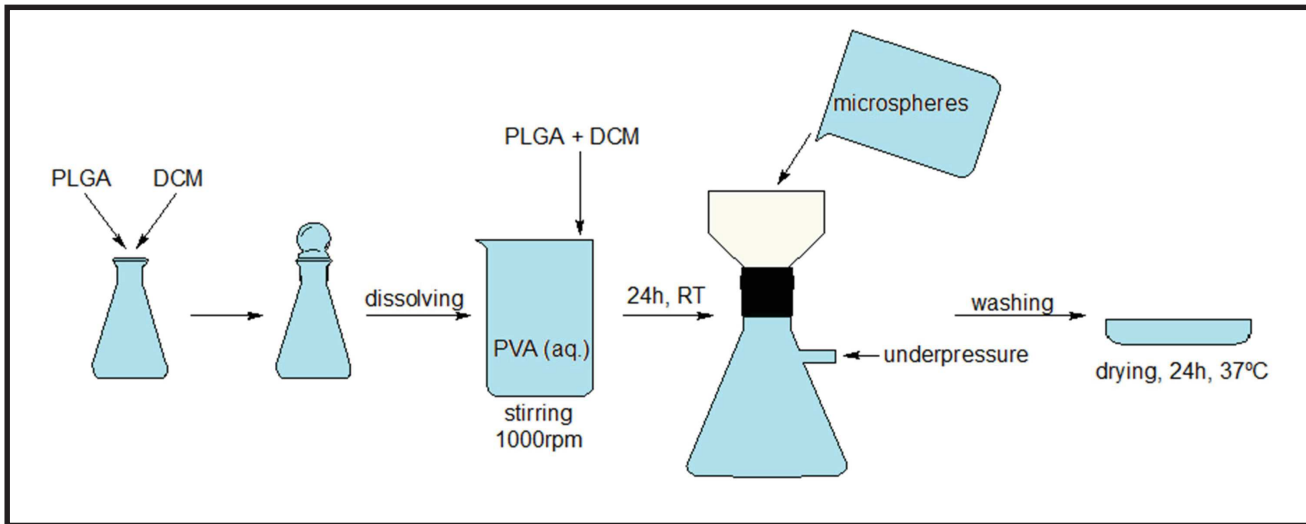 PLGA
DCM
dissolving
PLGA + DCM
PVA (aq.)
stirring
1000rpm
24h, RT
microspheres
underpressure
washing
drying, 24h, 37ºC